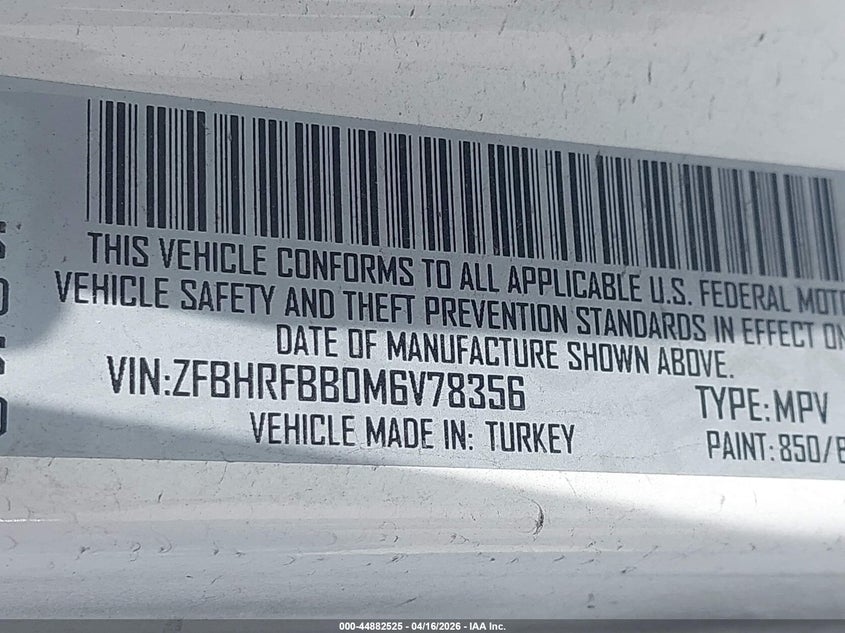 THIS VEHICLE CONFORMS TO ALL APPLICABLE U.S. FEDERAL
VEHICLE SAFETY AND THEFT PREVENTION STANDARDS IN EFFECT ON
DATE OF MANUFACTURE SHOWN ABOVE.
VIN:ZFBHRFBB0M6V78356 TYPE:MPV
VEHICLE MADE IN: TURKEY PAINT:850/
000-44882525 - 04/16/2026 - IAA Inc.